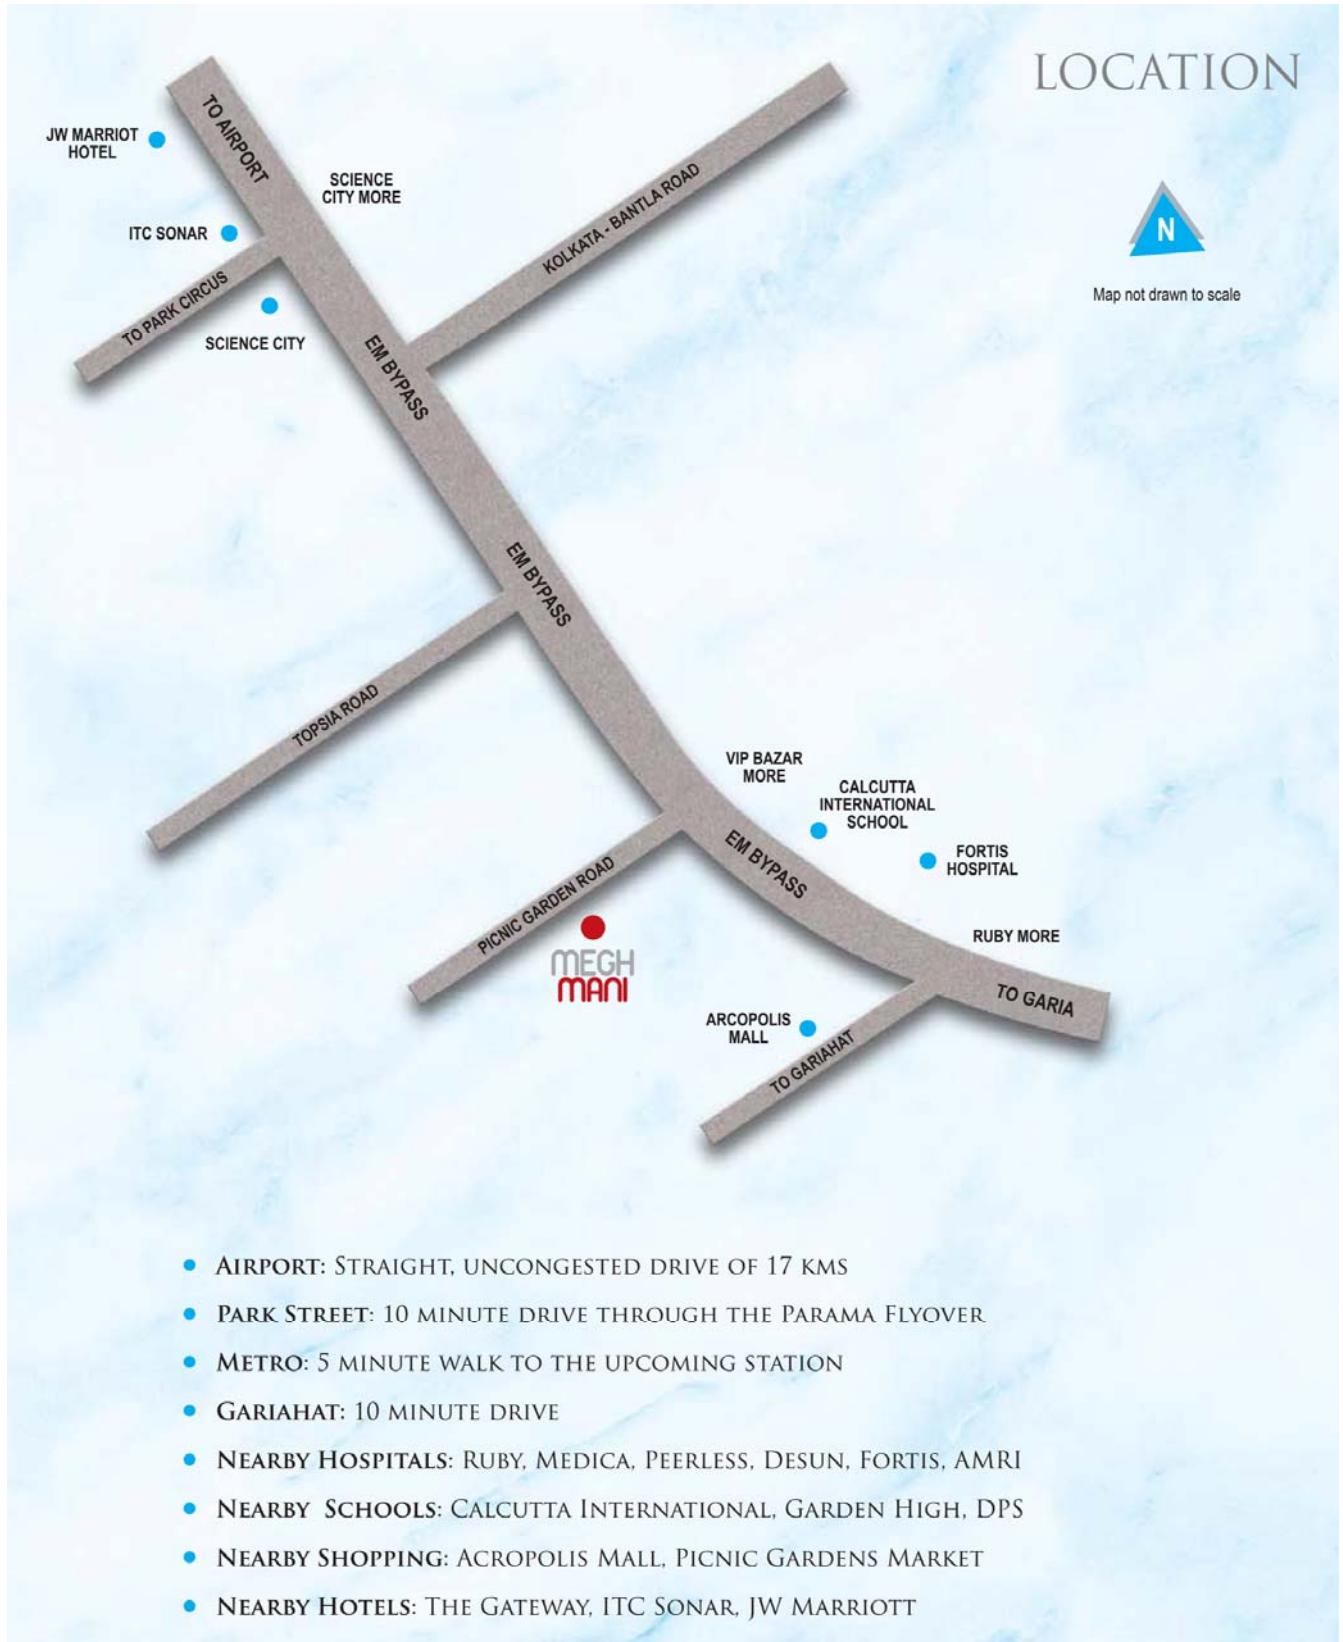 LOCATION
TO AIRPORT
JW MARRIOT
HOTEL
SCIENCE
CITY MORE
KOLKATA - BANTLA ROAD
N
ITC SONAR
Map not drawn to scale
TO PARK CIRCUS
SCIENCE CITY
EM BYPASS
EM BYPASS
TOPSIA ROAD
VIP BAZAR
MORE
CALCUTTA
INTERNATIONAL
SCHOOL
EM BYPASS
FORTIS
HOSPITAL
PICNIC GARDEN ROAD
RUBY MORE
MEGH
MANI
TO GARIA
ARCOPOLIS
MALL
TO GARIAHAT
• AIRPORT: STRAIGHT, UNCONGESTED DRIVE OF 17 KMS
• PARK STREET: 10 MINUTE DRIVE THROUGH THE PARAMA FLYOVER
• METRO: 5 MINUTE WALK TO THE UPCOMING STATION
• GARIAHAT: 10 MINUTE DRIVE
• NEARBY HOSPITALS: RUBY, MEDICA, PEERLESS, DESUN, FORTIS, AMRI
• NEARBY SCHOOLS: CALCUTTA INTERNATIONAL, GARDEN HIGH, DPS
• NEARBY SHOPPING: ACROPOLIS MALL, PICNIC GARDENS MARKET
• NEARBY HOTELS: THE GATEWAY, ITC SONAR, JW MARRIOTT